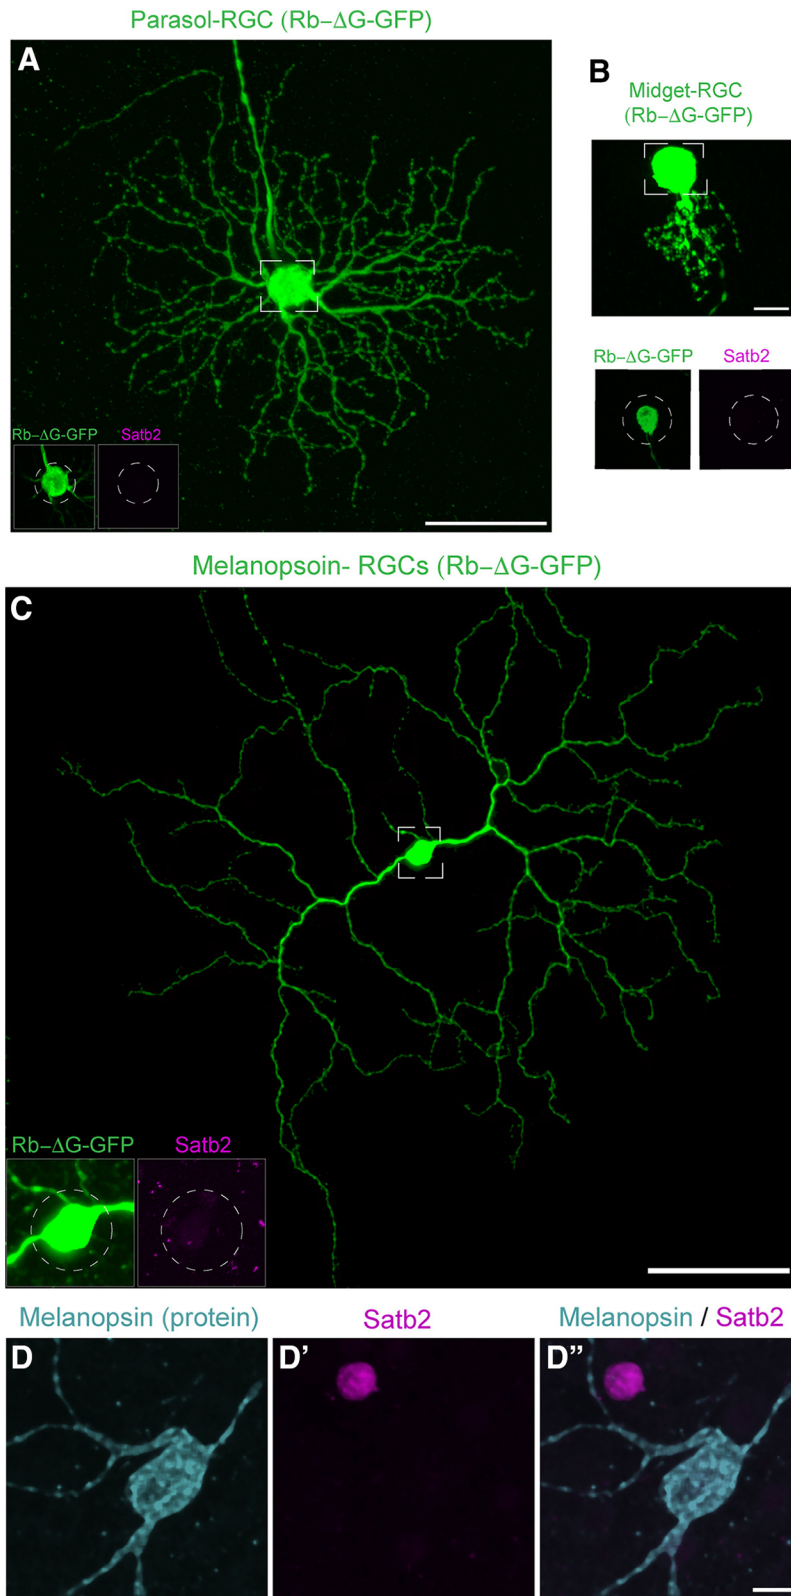 Parasol-RGC (Rb–ΔG-GFP)
A
B
Midget-RGC
(Rb–ΔG-GFP)
Rb–ΔG-GFP Satb2
Rb–ΔG-GFP Satb2
Melanopsoin- RGCs (Rb–ΔG-GFP)
C
Rb–ΔG-GFP Satb2
Melanopsin (protein) Satb2 Melanopsin / Satb2
D D’ D”